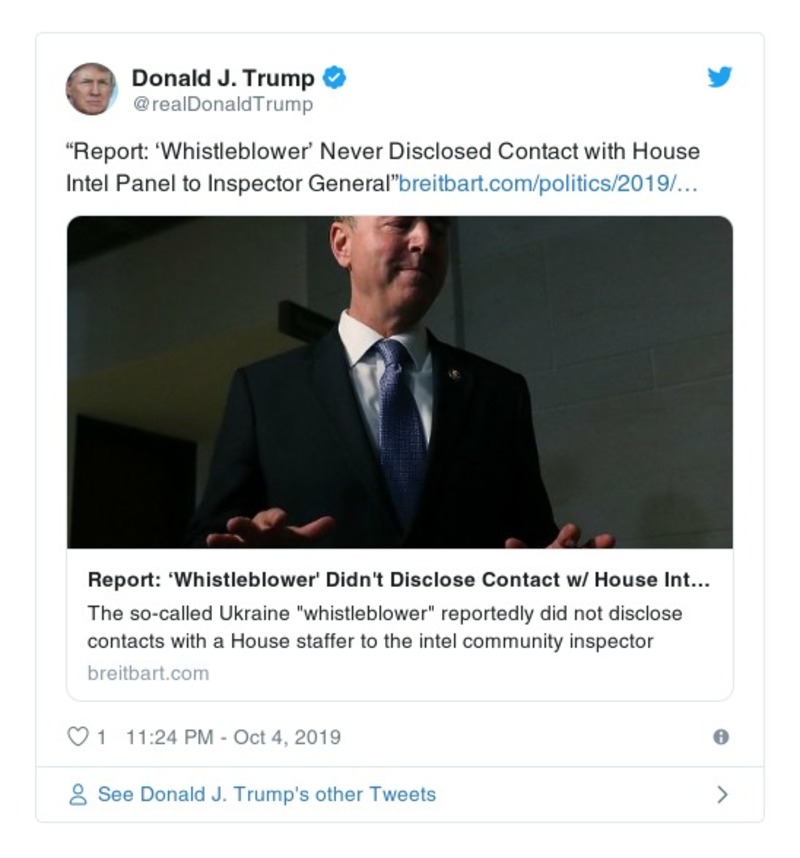 Donald J. Trump
@realDonaldTrump
“Report: ‘Whistleblower’ Never Disclosed Contact with House
Intel Panel to Inspector General”breitbart.com/politics/2019/…
Report: ‘Whistleblower' Didn't Disclose Contact w/ House Int…
The so-called Ukraine "whistleblower" reportedly did not disclose
contacts with a House staffer to the intel community inspector
breitbart.com
1 11:24 PM - Oct 4, 2019
See Donald J. Trump's other Tweets